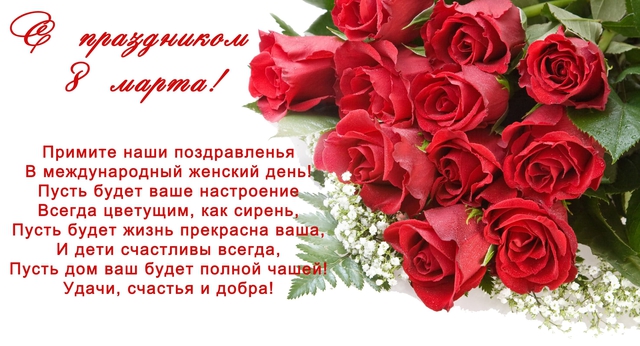 С праздником
8 марта!
Примите наши поздравленья
В международный женский день!
Пусть будет ваше настроение
Всегда цветущим, как сирень,
Пусть будет жизнь прекрасна ваша,
И дети счастливы всегда,
Пусть дом ваш будет полной чашей!
Удачи, счастья и добра!